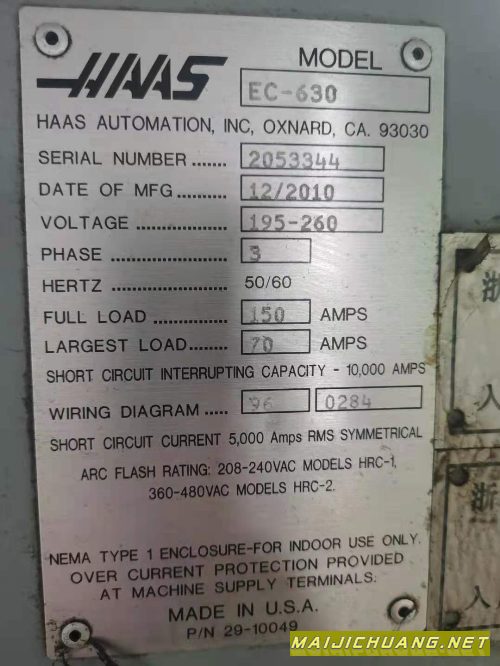 HAAS
MODEL
EC-630
HAAS AUTOMATION, INC, OXNARD, CA. 93030
SERIAL NUMBER ........ 2053344
DATE OF MFG ............ 12/2010
VOLTAGE .................... 195-260
PHASE ........................ 3
HERTZ ........................ 50/60
FULL LOAD ................. 150 AMPS
LARGEST LOAD.......... 70 AMPS
SHORT CIRCUIT INTERRUPTING CAPACITY - 10,000 AMPS
WIRING DIAGRAM ..... 96 0284
SHORT CIRCUIT CURRENT 5,000 Amps RMS SYMMETRICAL
ARC FLASH RATING: 208-240VAC MODELS HRC-1,
360-480VAC MODELS HRC-2.
NEMA TYPE 1 ENCLOSURE-FOR INDOOR USE ONLY.
OVER CURRENT PROTECTION PROVIDED
AT MACHINE SUPPLY TERMINALS.
MADE IN U.S.A.
P/N 29-10049
浙
人
浙
人
MAIJICHUANG.NET